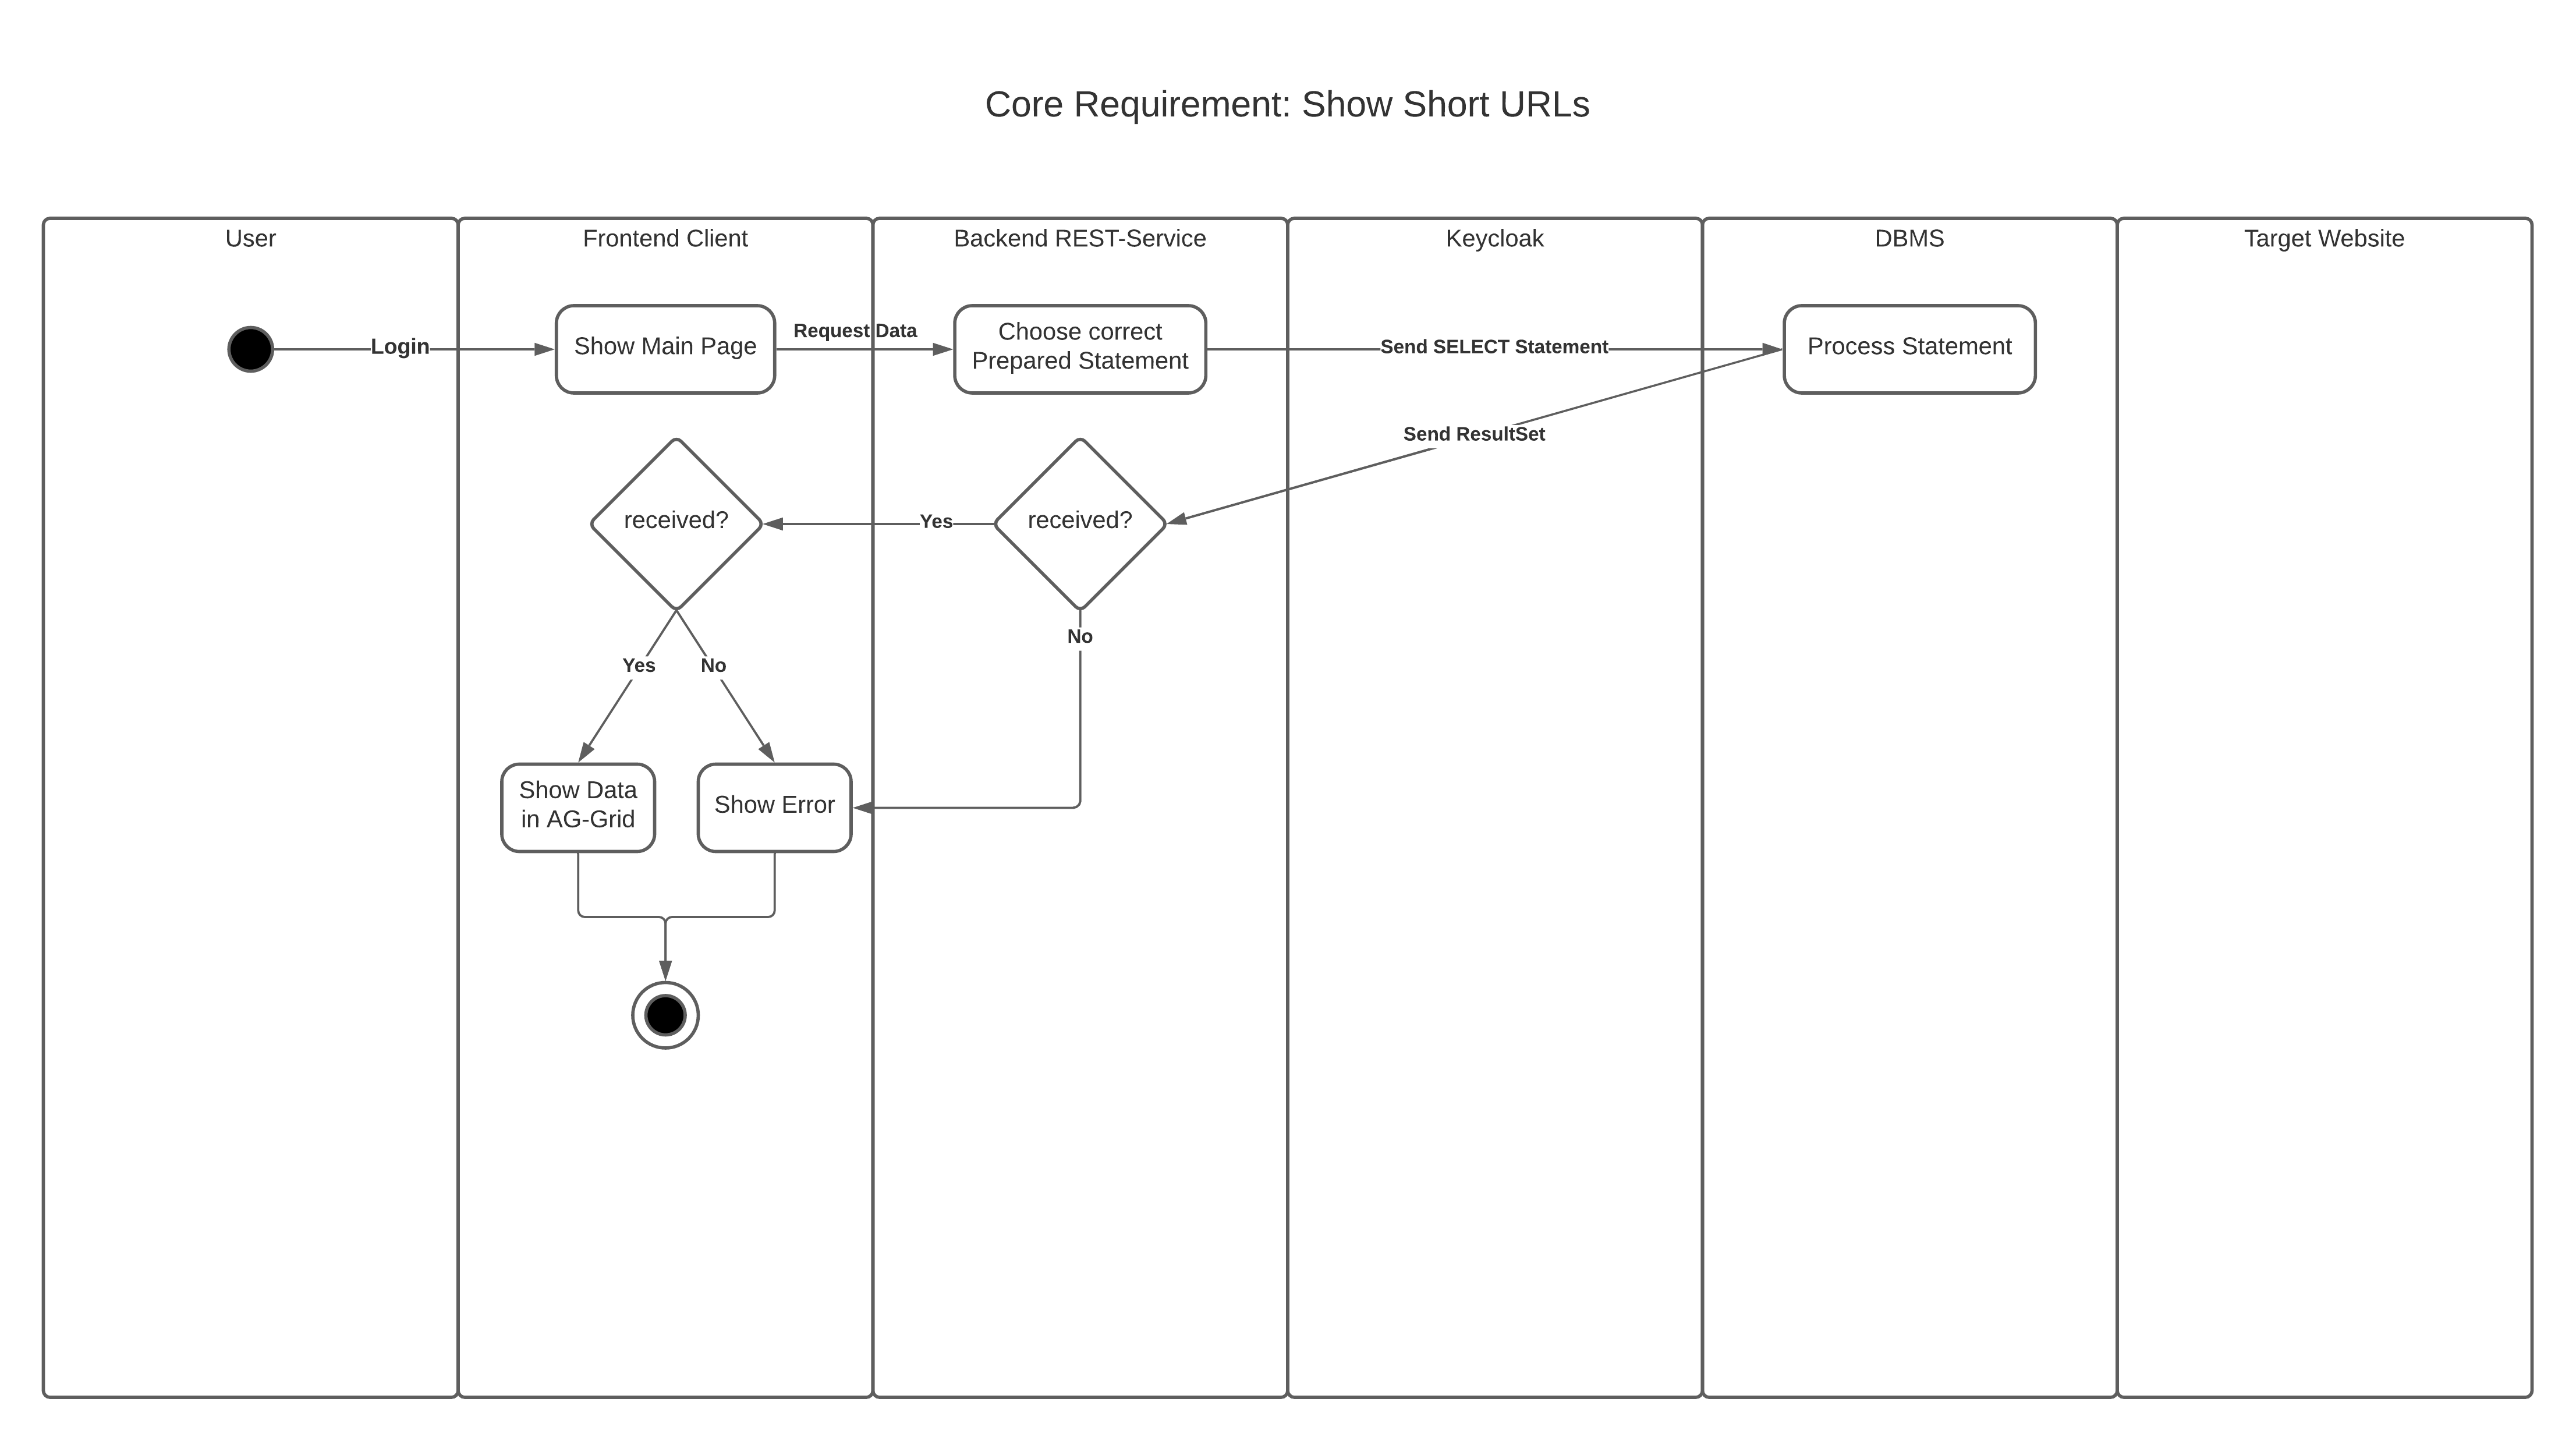 Core Requirement: Show Short URLs
User
Frontend Client
Backend REST-Service
Keycloak
DBMS
Target Website
Login
Show Main Page
Request Data
Choose correct
Prepared Statement
Send SELECT Statement
Process Statement
Send ResultSet
received?
Yes
received?
No
Yes
No
Show Data
in AG-Grid
Show Error